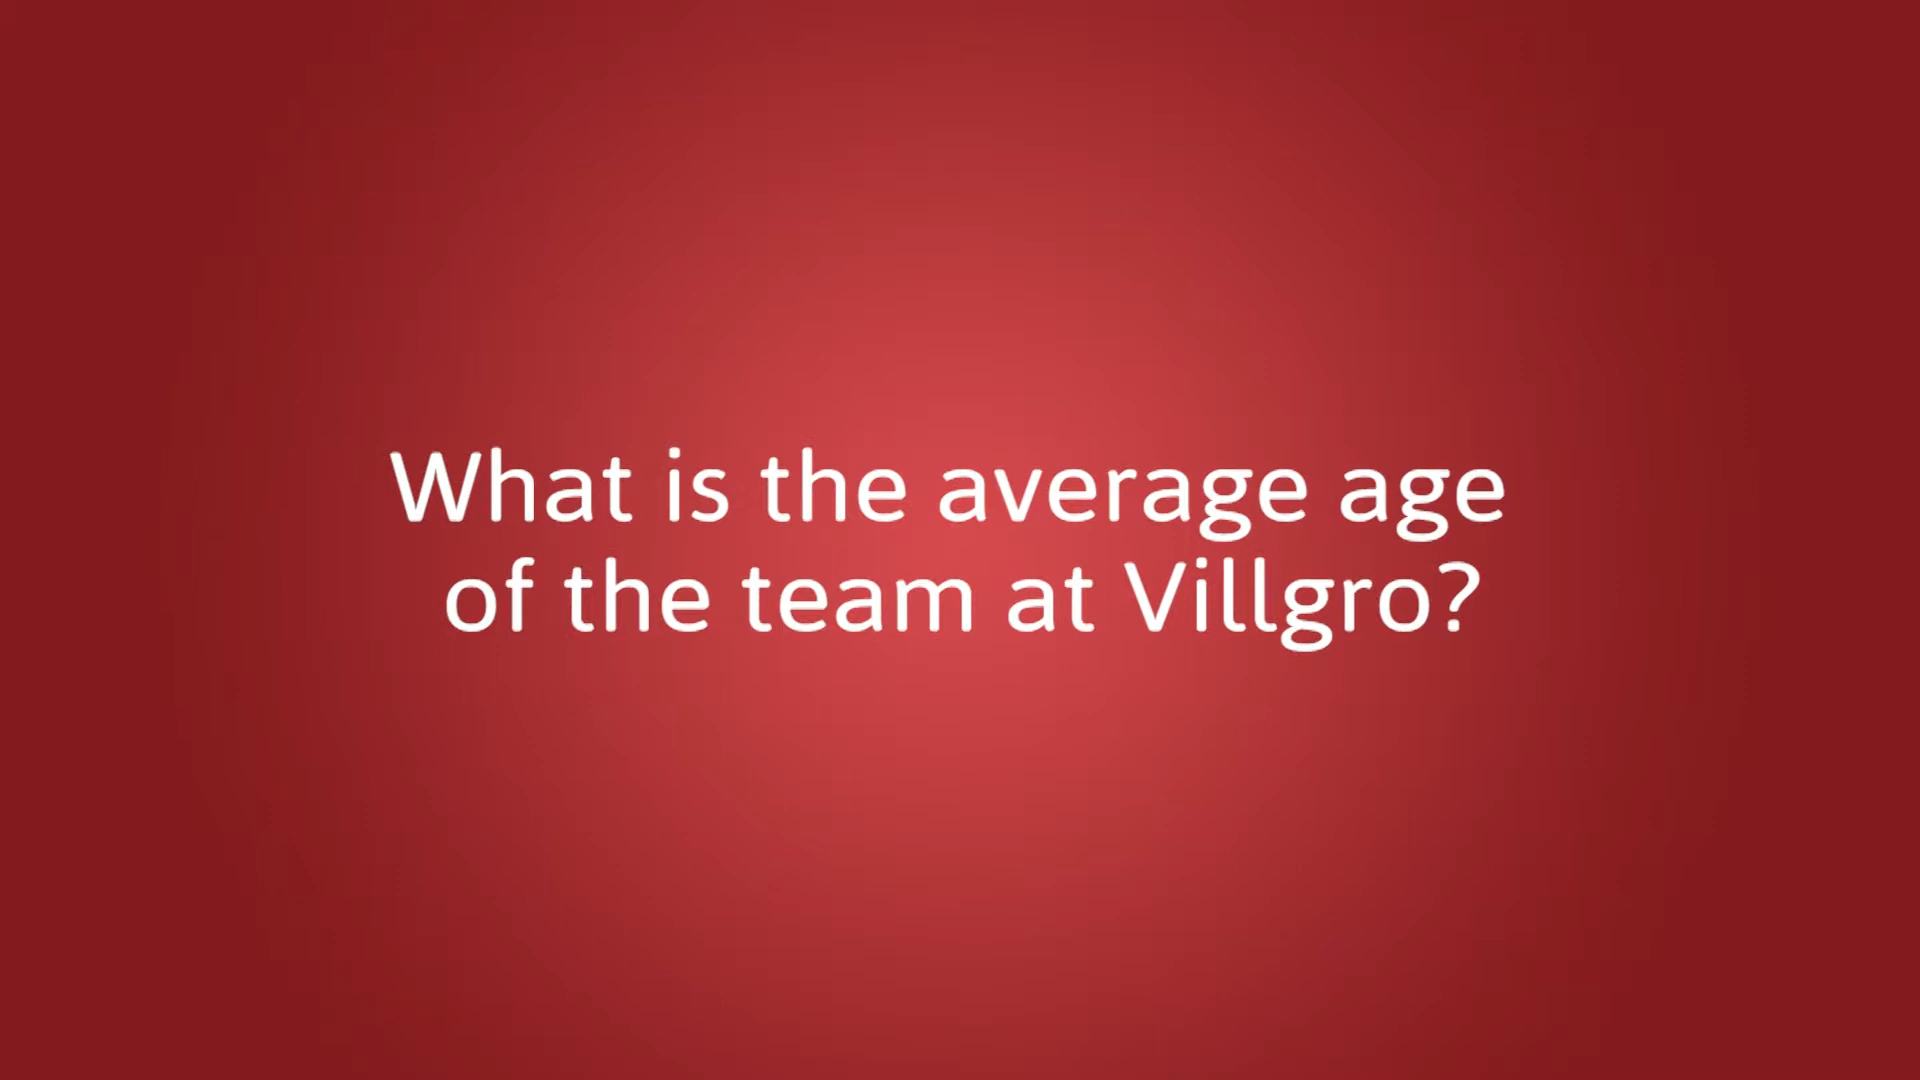 What is the average age
of the team at Villgro?